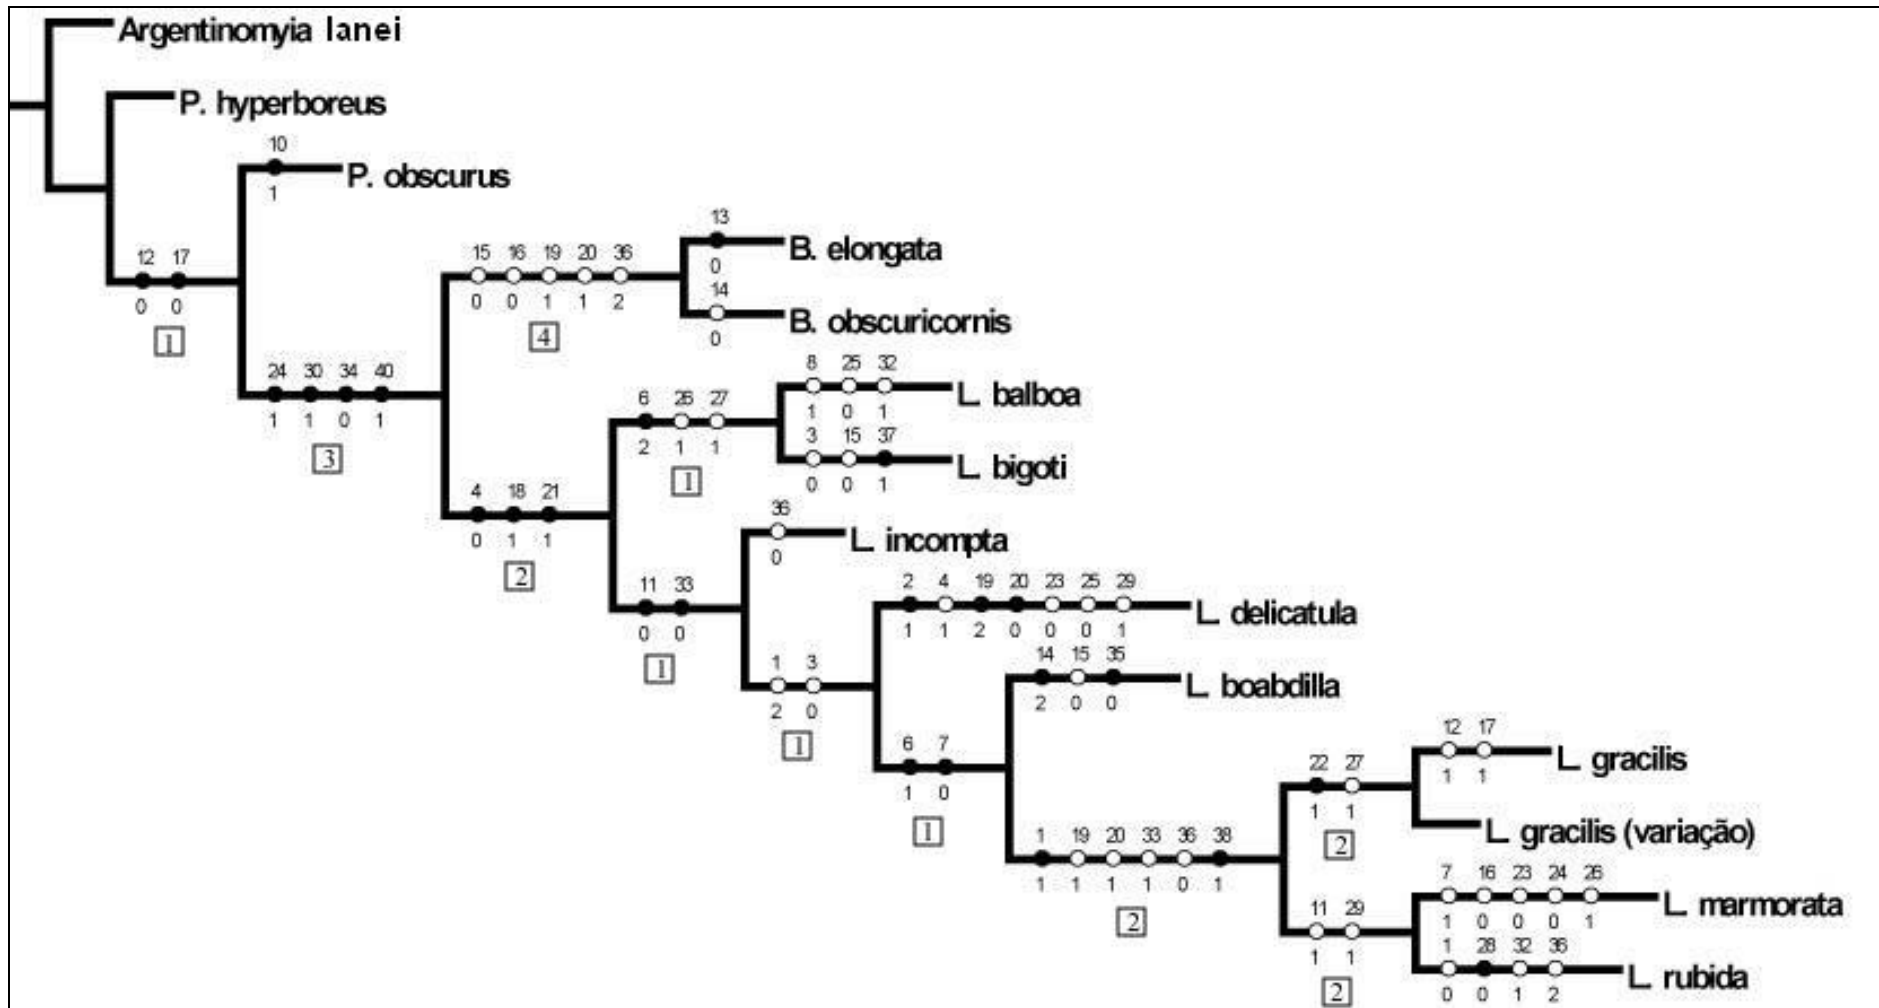 Argentinomyia lanei
P. hyperboreus
10
P. obscurus
1
13
B. elongata
12 17
15 16 19 20 36
0
14
0 0
0 0 1 1 2
B. obscuricornis
1
4
0
24 30 34 40
8 25 32
L. balboa
6 26 27
1 0 1
1 1 0 1
3 15 37
2 1 1
L. bigoti
3
1
0 0 1
4 18 21
36
L. incompta
0 1 1
0
2
11 33
2 4 19 20 23 25 29
L. delicatula
0 0
1 1 2 0 0 0 1
1
1 3
14 15 35
L. boabdilla
2 0
2 0 0
1
6 7
12 17
L. gracilis
22 27
1 0
1 1
1 1
1
L. gracilis (variação)
1 19 20 33 36 38
2
1 1 1 1 0 1
7 16 23 24 26
L. marmorata
2
11 29
1 0 0 0 1
1 28 32 36
1 1
L. rubida
2
0 0 1 2